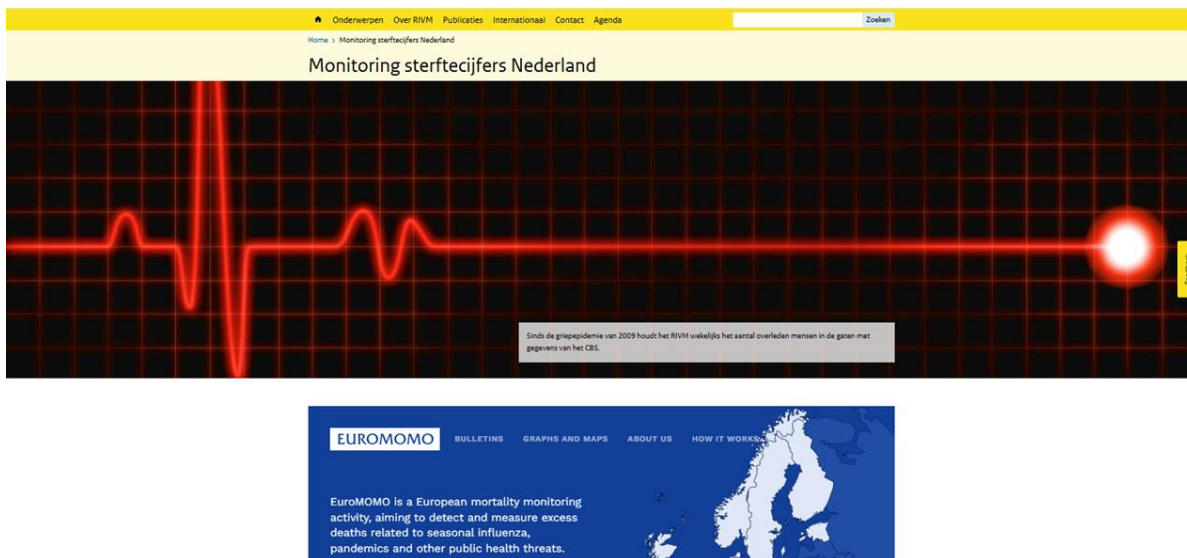 Onderwerpen Over RIVM Publicaties Internationaal Contact Agenda Zoeken
Home > Monitoring sterftecijfers Nederland
Monitoring sterftecijfers Nederland
Sinds de griepepidemie van 2009 houdt het RIVM wekelijks het aantal overleden mensen in de gaten met
gegevens van het CBS.
EUROMOMO BULLETINS GRAPHS AND MAPS ABOUT US HOW IT WORKS
EuroMOMO is a European mortality monitoring
activity, aiming to detect and measure excess
deaths related to seasonal influenza,
pandemics and other public health threats.